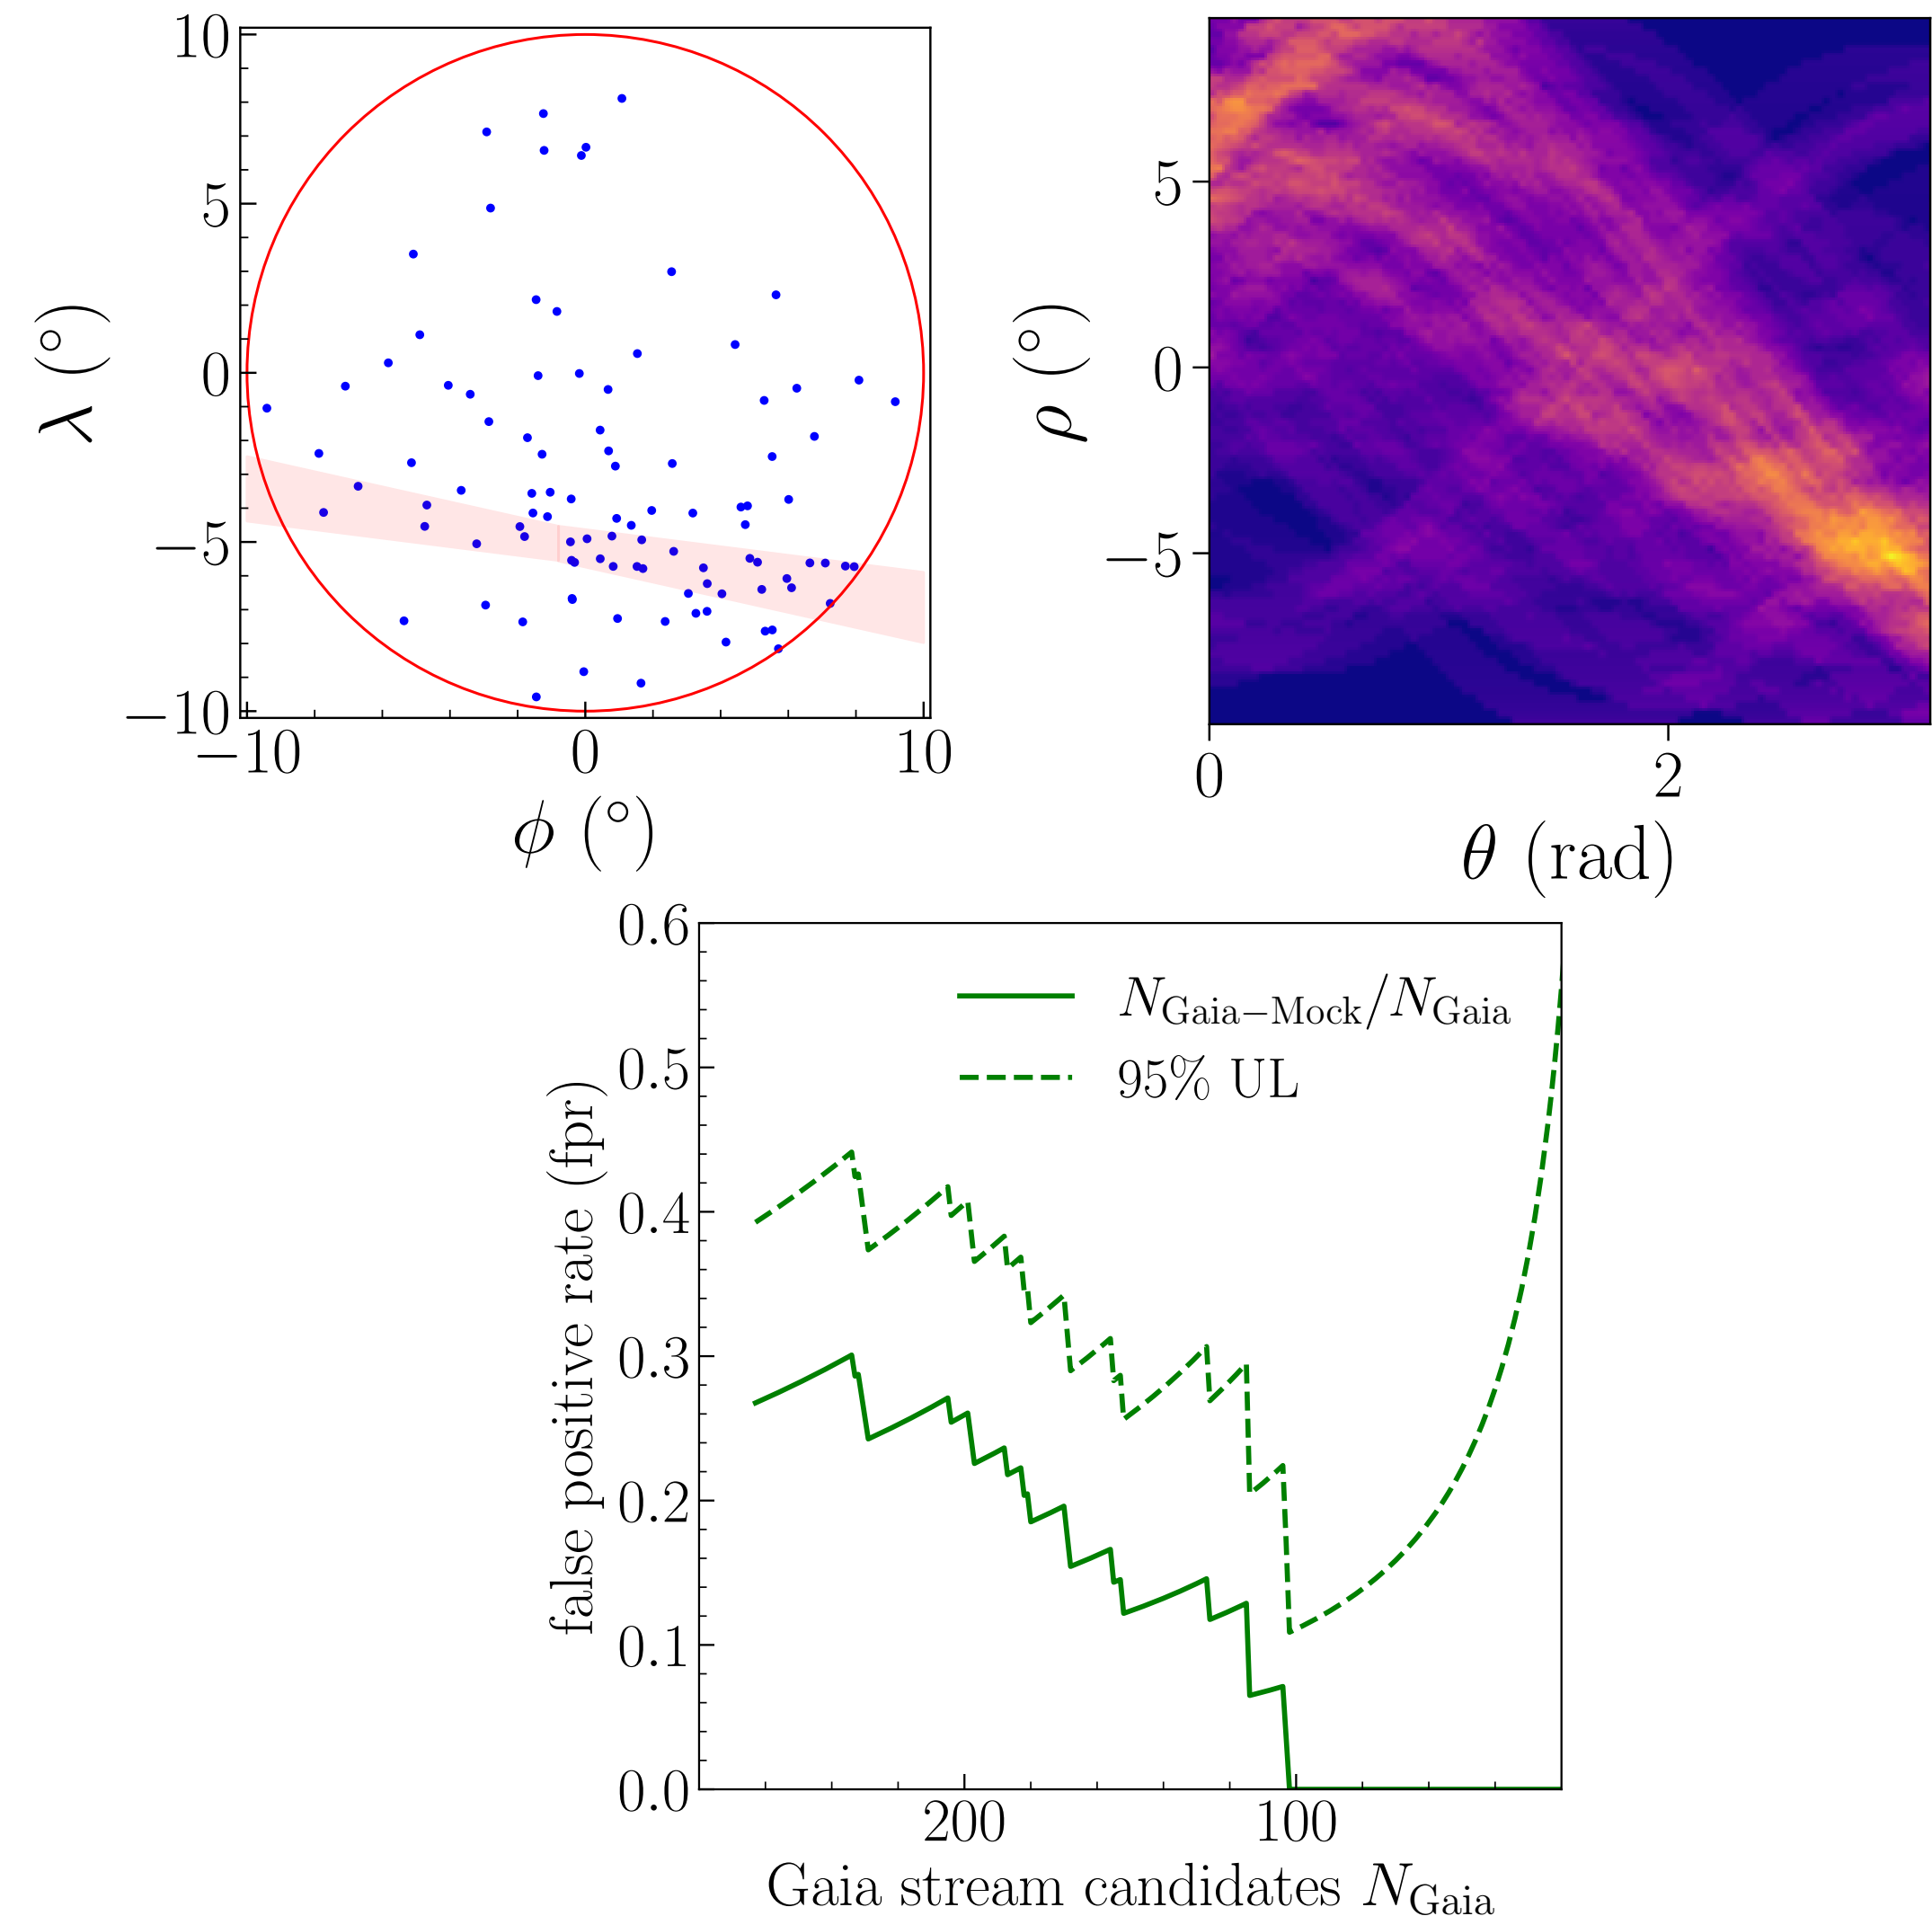 10
5
0
−5
−10
λ (°)
−10 0 10
ϕ (°)
5
0
−5
ρ (°)
0 2
θ (rad)
0.6
0.5
0.4
0.3
0.2
0.1
0.0
false positive rate (fpr)
N_Gaia−Mock/N_Gaia
95% UL
200 100
Gaia stream candidates N_Gaia